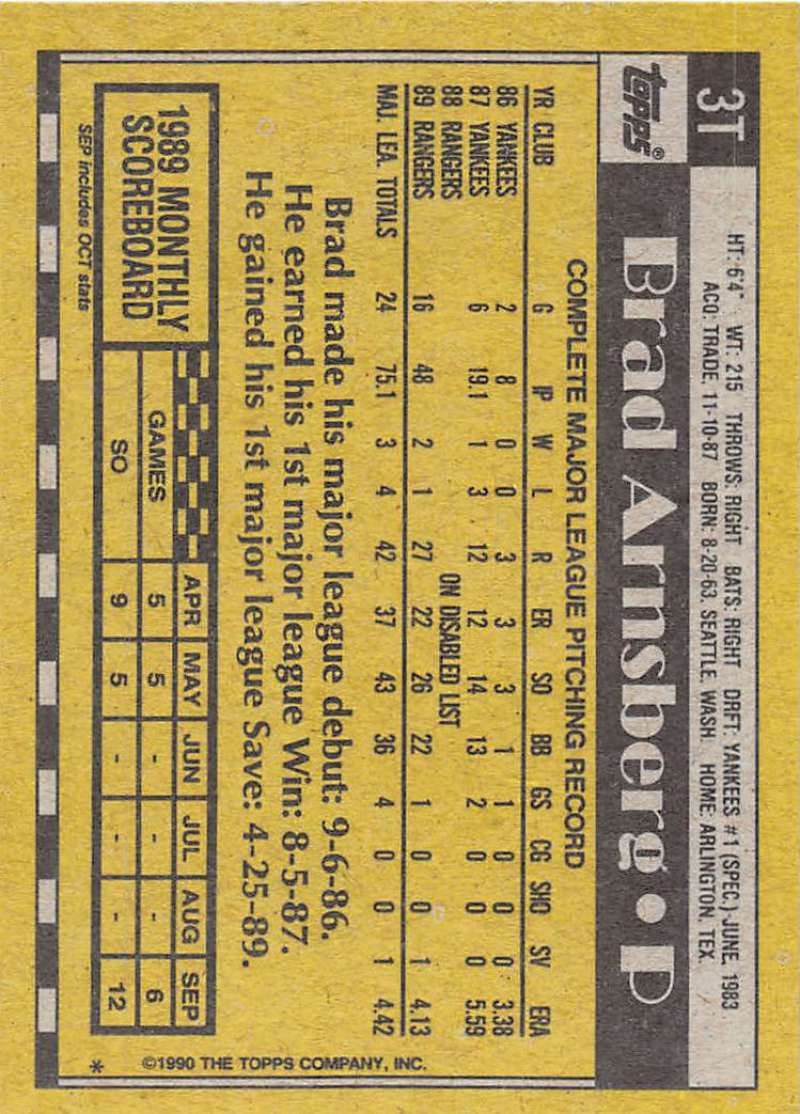 3T
HT: 6'4" WT: 215 THROWS: RIGHT BATS: RIGHT DRFT: YANKEES #1 (SPEC.) JUNE, 1983
ACQ: TRADE, 11-10-87 BORN: 8-20-63, SEATTLE, WASH. HOME: ARLINGTON, TEX.
topps® Brad Arnsberg • P
COMPLETE MAJOR LEAGUE PITCHING RECORD
YR CLUB G IP W L R ER SO BB GS CG SHO SV ERA
86 YANKEES 2 8 0 0 3 3 3 1 1 0 0 0 3.38
87 YANKEES 6 19.1 1 3 12 12 14 13 2 0 0 0 5.59
88 RANGERS ON DISABLED LIST
89 RANGERS 16 48 2 1 27 22 26 22 1 0 0 1 4.13
MAJ. LEA. TOTALS 24 75.1 3 4 42 37 43 36 4 0 0 1 4.42
Brad made his major league debut: 9-6-86.
He earned his 1st major league Win: 8-5-87.
He gained his 1st major league Save: 4-25-89.
1989 MONTHLY
SCOREBOARD
APR MAY JUN JUL AUG SEP
GAMES 5 5 - - - 6
SO 9 5 - - - 12
SEP includes OCT stats
©1990 THE TOPPS COMPANY, INC.
*